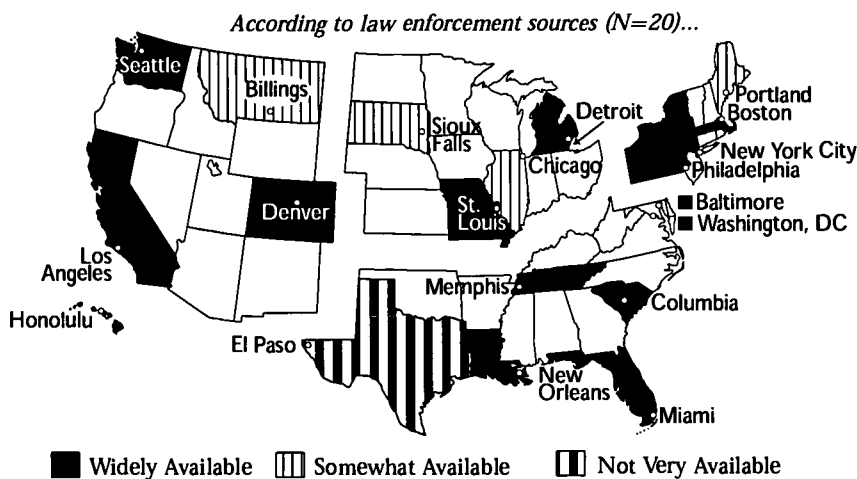 According to law enforcement sources (N=20)...
Seattle
Billings
Portland
Boston
Sioux
Falls
Detroit
Chicago
New York City
Philadelphia
Baltimore
Washington, DC
Denver
St.
Louis
Los
Angeles
Memphis
Columbia
Honolulu
El Paso
New
Orleans
Miami
Widely Available
Somewhat Available
Not Very Available